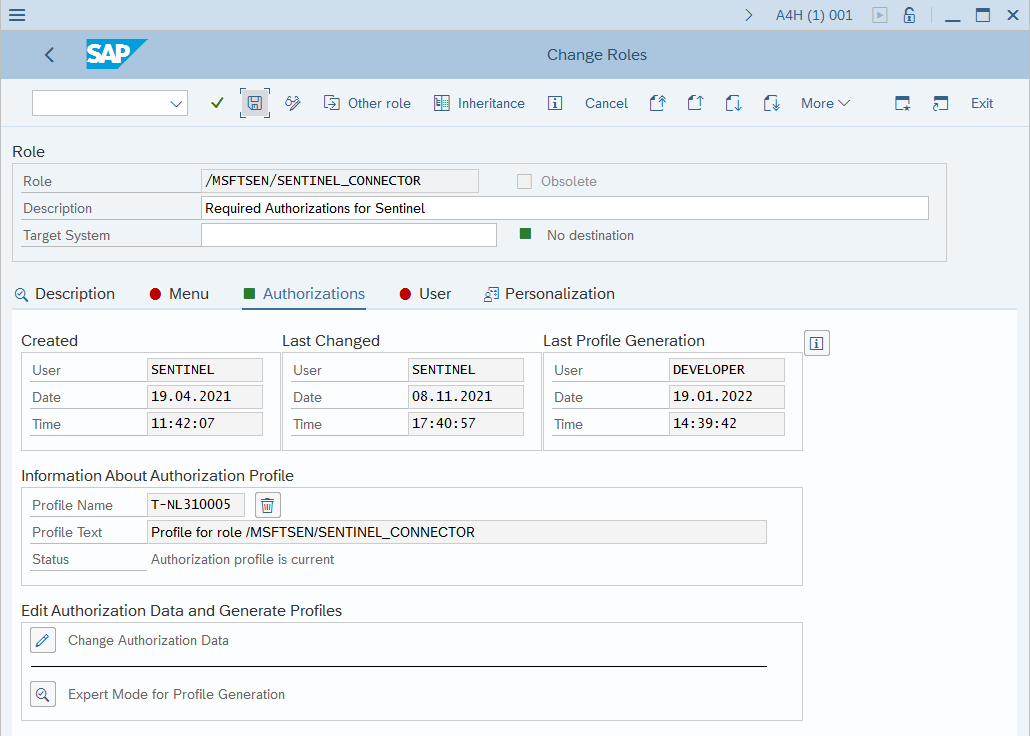 A4H (1) 001
SAP
Change Roles
Other role
Inheritance
Cancel
More
Exit
Role
Role
/MSFTSEN/SENTINEL_CONNECTOR
Obsolete
Description
Required Authorizations for Sentinel
Target System
No destination
Description
Menu
Authorizations
User
Personalization
Created
Last Changed
Last Profile Generation
User
SENTINEL
User
SENTINEL
User
DEVELOPER
Date
19.04.2021
Date
08.11.2021
Date
19.01.2022
Time
11:42:07
Time
17:40:57
Time
14:39:42
Information About Authorization Profile
Profile Name
T-NL310005
Profile Text
Profile for role /MSFTSEN/SENTINEL_CONNECTOR
Status
Authorization profile is current
Edit Authorization Data and Generate Profiles
Change Authorization Data
Expert Mode for Profile Generation